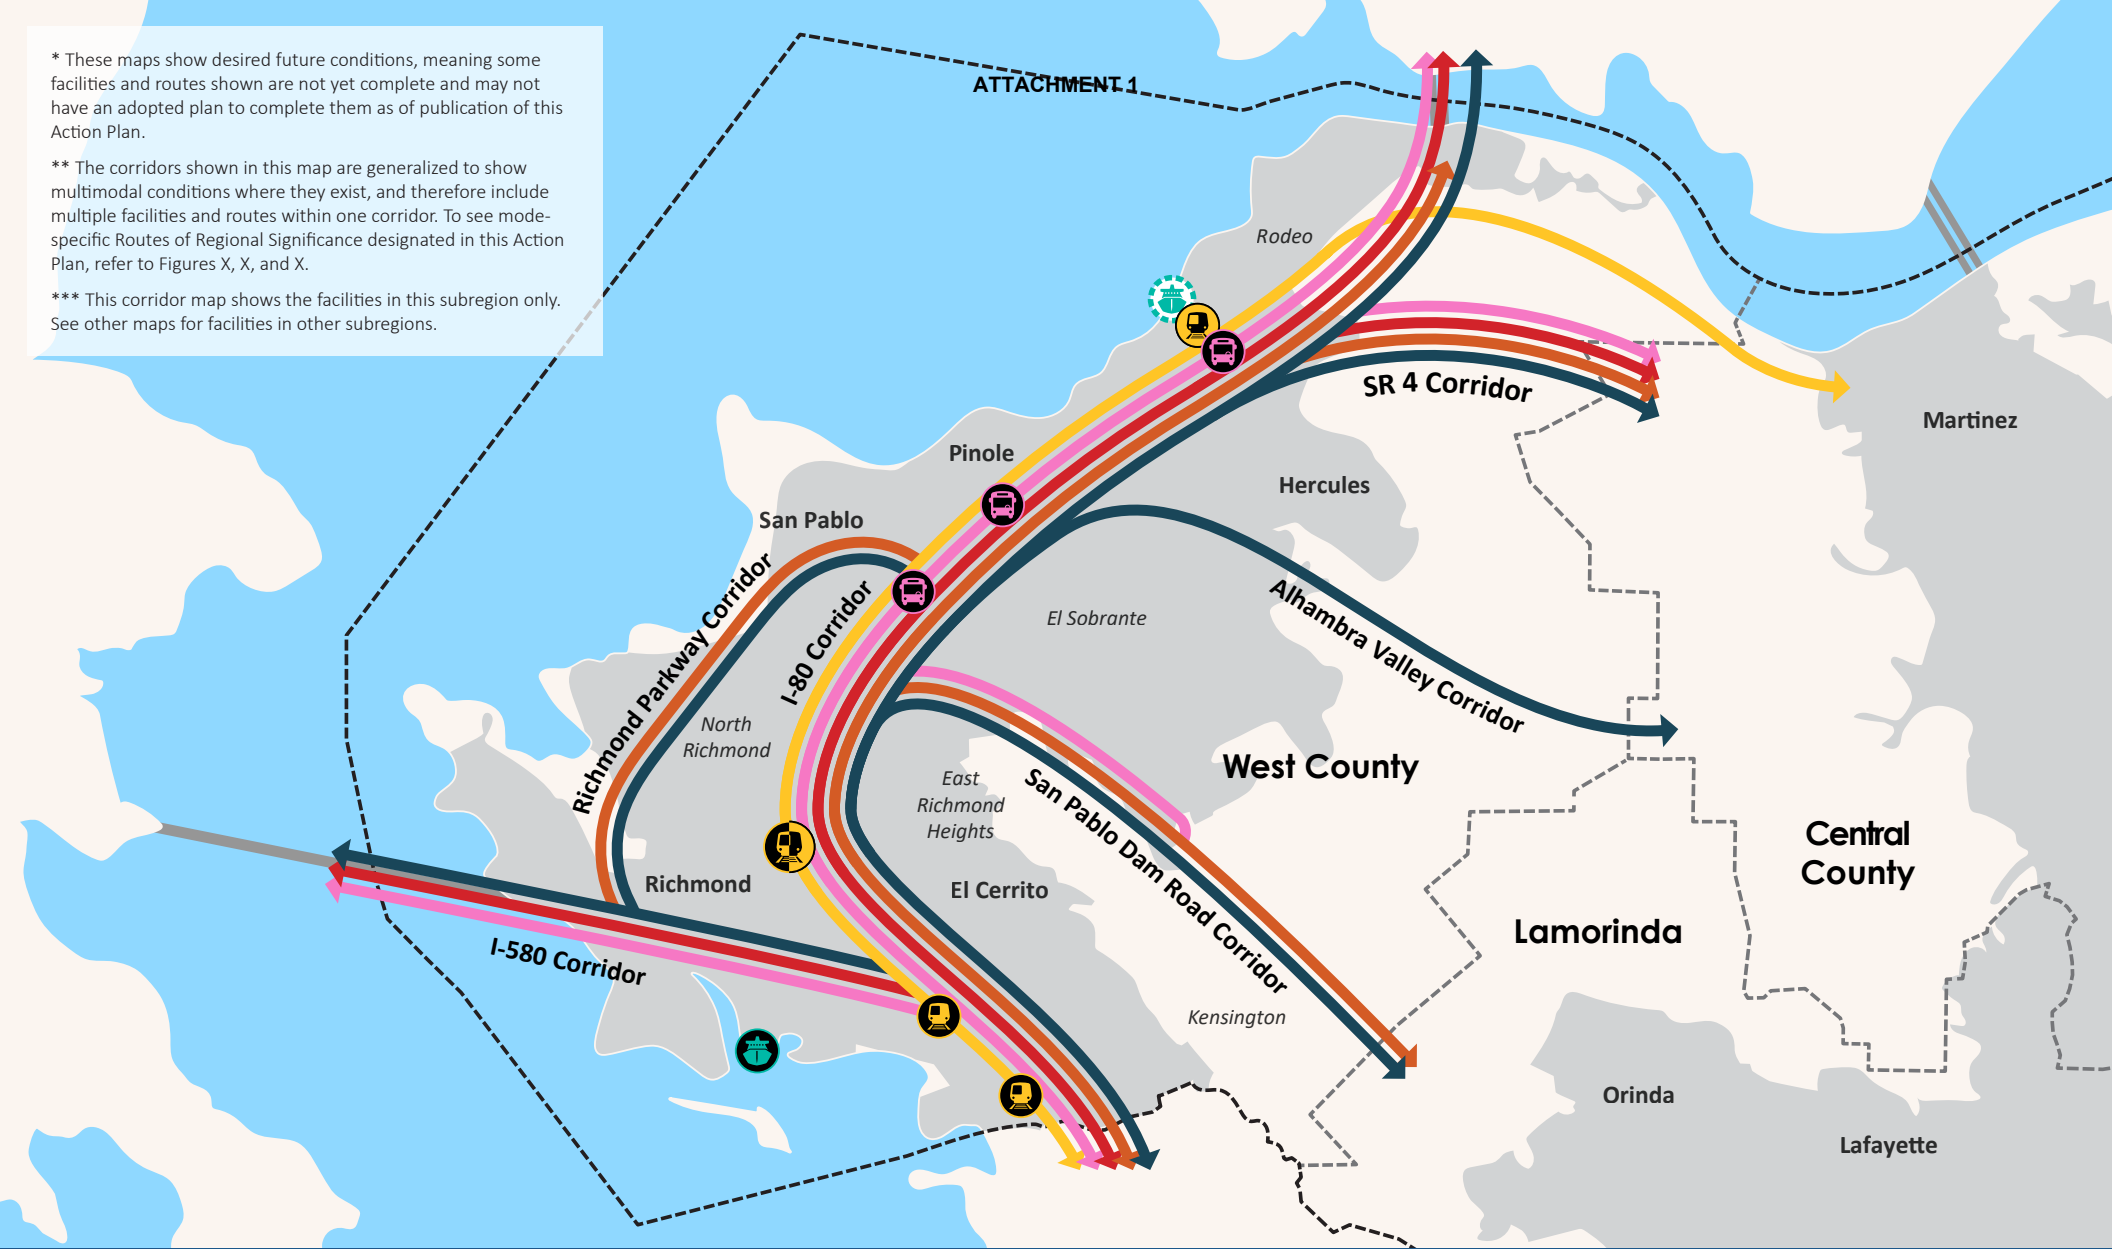 * These maps show desired future conditions, meaning some
facilities and routes shown are not yet complete and may not
have an adopted plan to complete them as of publication of this
Action Plan.
** The corridors shown in this map are generalized to show
multimodal conditions where they exist, and therefore include
multiple facilities and routes within one corridor. To see mode-
specific Routes of Regional Significance designated in this Action
Plan, refer to Figures X, X, and X.
*** This corridor map shows the facilities in this subregion only.
See other maps for facilities in other subregions.
ATTACHMENT 1
Rodeo
SR 4 Corridor
Martinez
Pinole
Hercules
San Pablo
Richmond Parkway Corridor
I-80 Corridor
El Sobrante
Alhambra Valley Corridor
North
Richmond
West County
East
Richmond
Heights
San Pablo Dam Road Corridor
Central
County
Richmond
El Cerrito
Lamorinda
I-580 Corridor
Kensington
Orinda
Lafayette